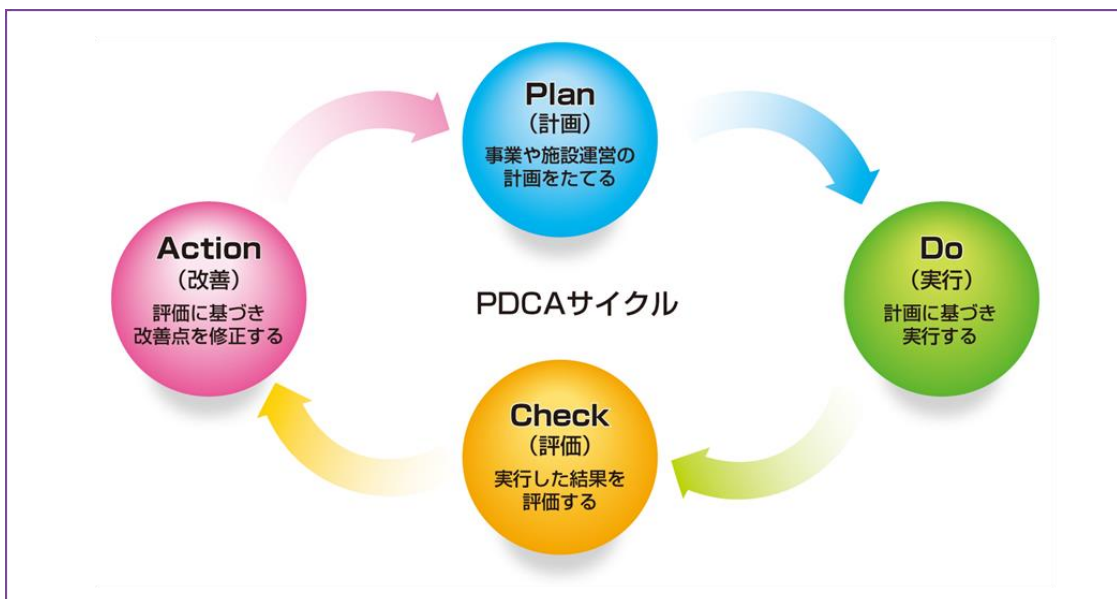 Plan
（計画）
事業や施設運営の
計画をたてる
Do
（実行）
計画に基づき
実行する
Check
（評価）
実行した結果を
評価する
Action
（改善）
評価に基づき
改善点を修正する
PDCAサイクル